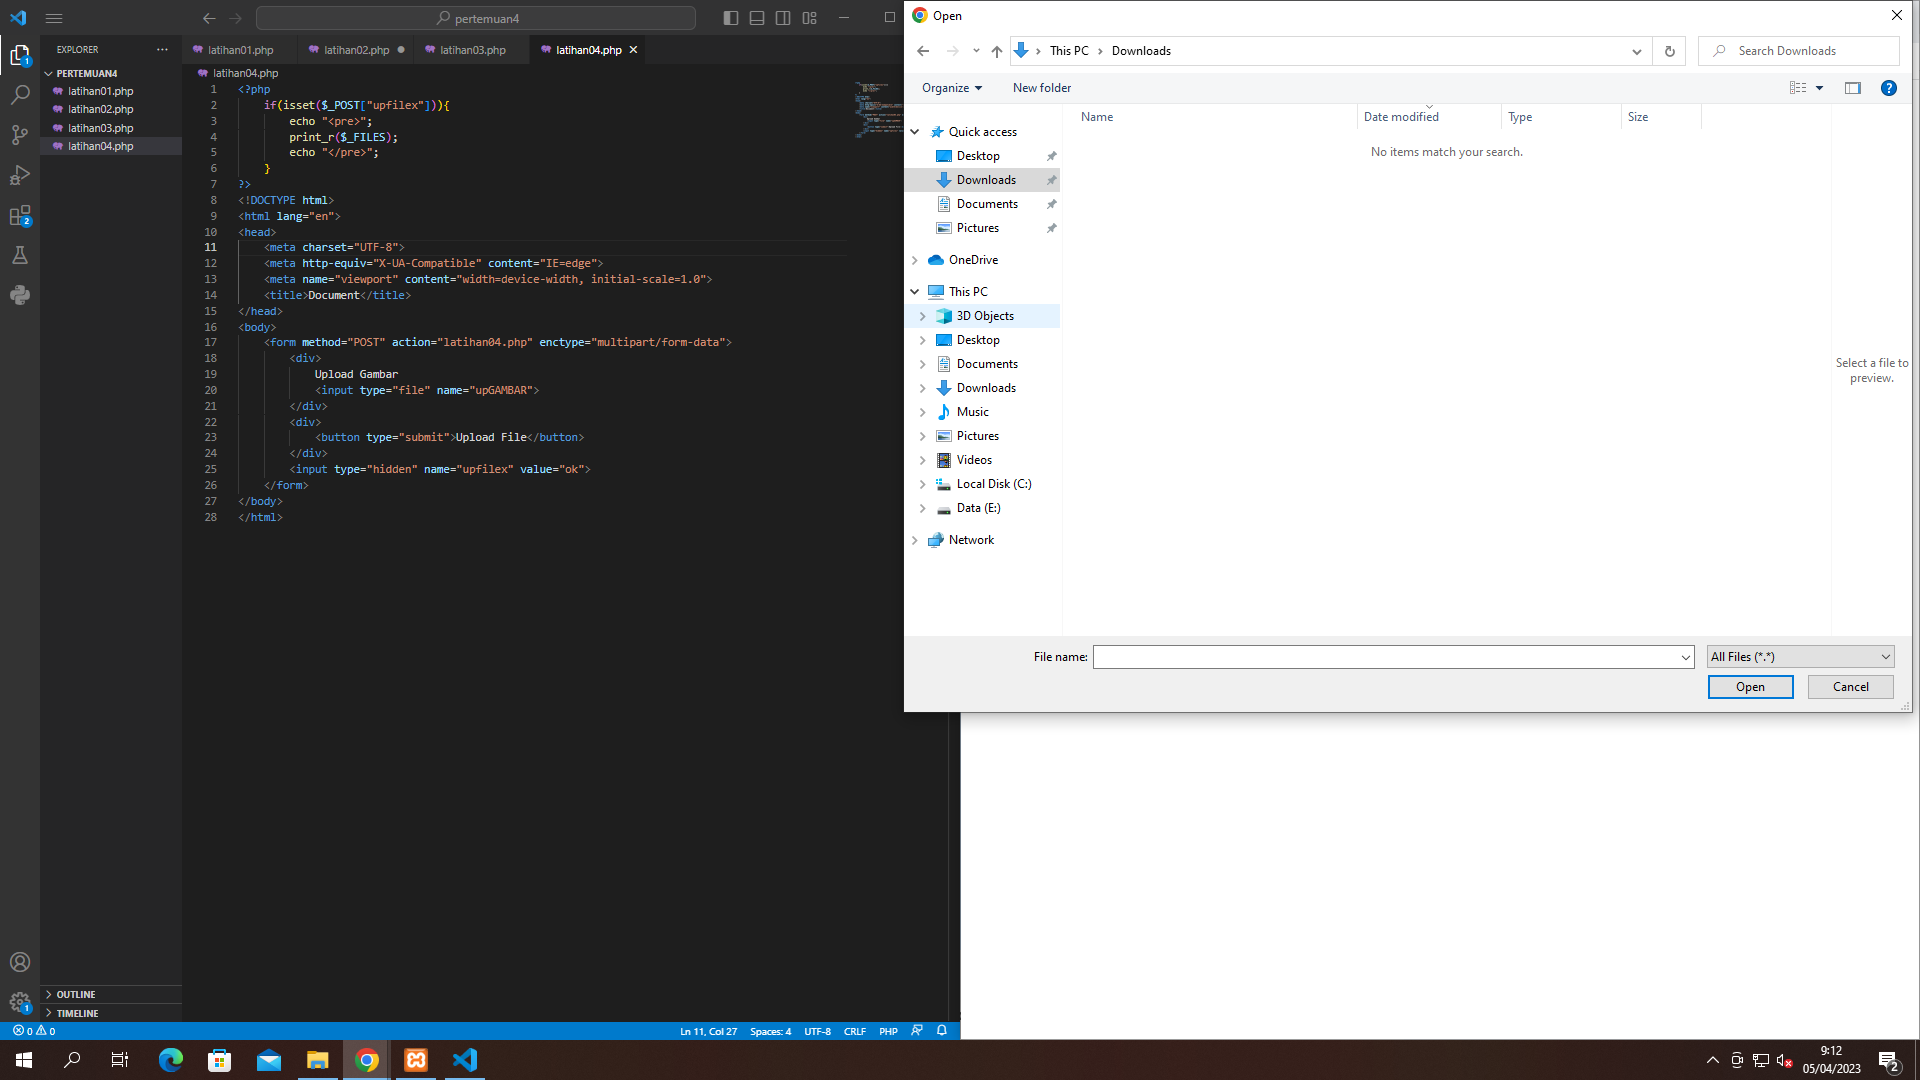 pertemuan4
EXPLORER
PERTEMUAN4
latihan01.php
latihan02.php
latihan03.php
latihan04.php
latihan01.php
latihan02.php
latihan03.php
latihan04.php
latihan04.php
1 <?php
2 if(isset($_POST["upfilex"])){
3 echo "<pre>";
4 print_r($_FILES);
5 echo "</pre>";
6 }
7 ?>
8 <!DOCTYPE html>
9 <html lang="en">
10 <head>
11 <meta charset="UTF-8">
12 <meta http-equiv="X-UA-Compatible" content="IE=edge">
13 <meta name="viewport" content="width=device-width, initial-scale=1.0">
14 <title>Document</title>
15 </head>
16 <body>
17 <form method="POST" action="latihan04.php" enctype="multipart/form-data">
18 <div>
19 Upload Gambar
20 <input type="file" name="upGAMBAR">
21 </div>
22 <div>
23 <button type="submit">Upload File</button>
24 </div>
25 <input type="hidden" name="upfilex" value="ok">
26 </form>
27 </body>
28 </html>
1
2
1
OUTLINE
TIMELINE
0 0
Ln 11, Col 27
Spaces: 4
UTF-8
CRLF
PHP
Open
This PC
Downloads
Search Downloads
Organize
New folder
Name
Date modified
Type
Size
No items match your search.
Quick access
Desktop
Downloads
Documents
Pictures
OneDrive
This PC
3D Objects
Desktop
Documents
Downloads
Music
Pictures
Videos
Local Disk (C:)
Data (E:)
Network
Select a file to
preview.
File name:
All Files (*.*)
Open
Cancel
9:12
05/04/2023
2